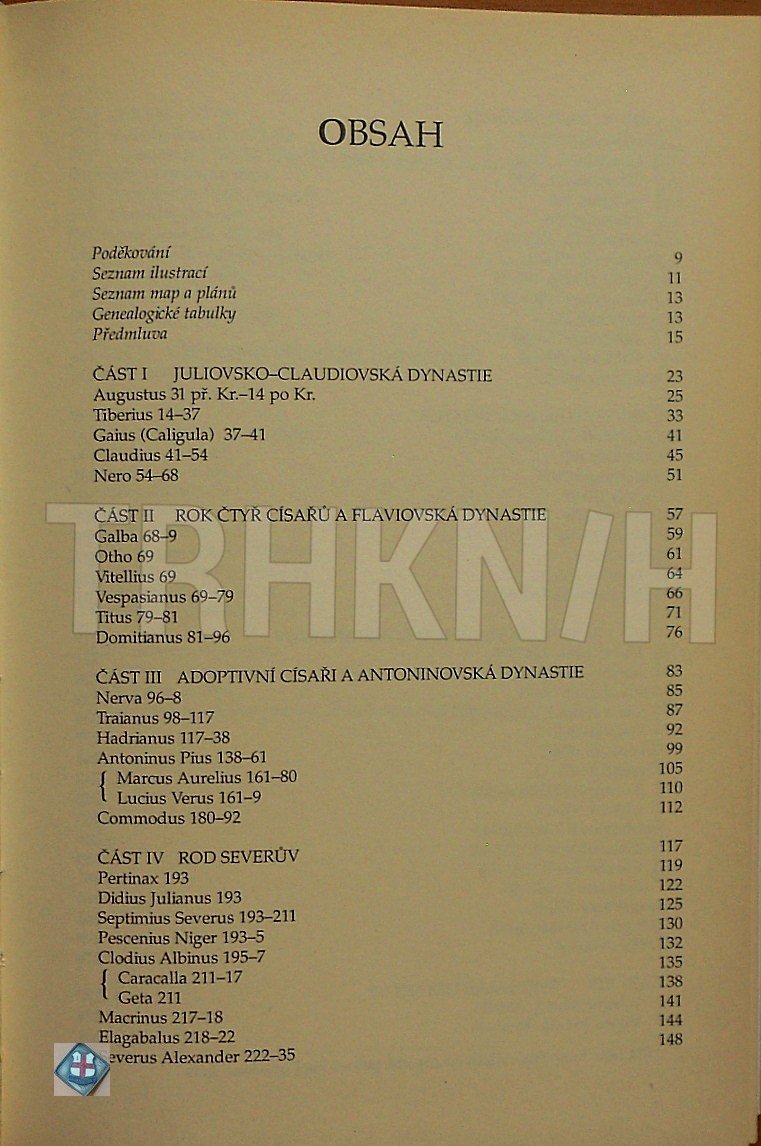 OBSAH
Poděkování 9
Seznam ilustrací 11
Seznam map a plánů 13
Genealogické tabulky 13
Předmluva 15
ČÁST I JULIOVSKO–CLAUDIOVSKÁ DYNASTIE 23
Augustus 31 př. Kr.–14 po Kr. 25
Tiberius 14–37 33
Gaius (Caligula) 37–41 41
Claudius 41–54 45
Nero 54–68 51
ČÁST II ROK ČTYŘ CÍSAŘŮ A FLAVIOVSKÁ DYNASTIE 57
Galba 68–9 59
Otho 69 61
Vitellius 69 64
Vespasianus 69–79 66
Titus 79–81 71
Domitianus 81–96 76
TRHKN/H
ČÁST III ADOPTIVNÍ CÍSAŘI A ANTONINOVSKÁ DYNASTIE 83
Nerva 96–8 85
Traianus 98–117 87
Hadrianus 117–38 92
Antoninus Pius 138–61 99
Marcus Aurelius 161–80 105
Lucius Verus 161–9 110
Commodus 180–92 112
ČÁST IV ROD SEVERŮV 117
Pertinax 193 119
Didius Julianus 193 122
Septimius Severus 193–211 125
Pescenius Niger 193–5 130
Clodius Albinus 195–7 132
Caracalla 211–17 135
Geta 211 138
Macrinus 217–18 141
Elagabalus 218–22 144
Severus Alexander 222–35 148